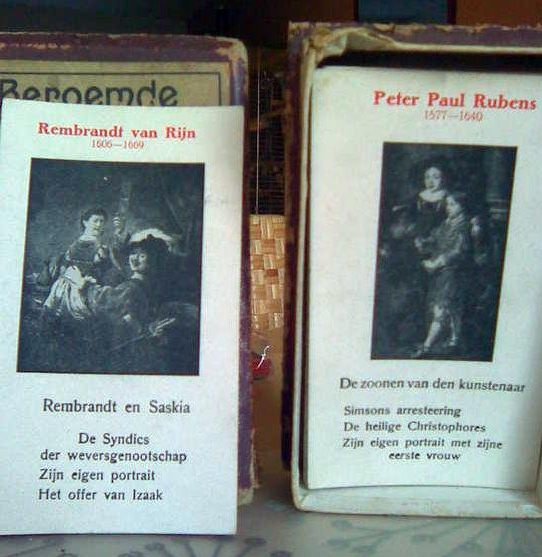 Beroemde
Rembrandt van Rijn
1606—1669
Rembrandt en Saskia
De Syndics
der weversgenootschap
Zijn eigen portrait
Het offer van Izaak
Peter Paul Rubens
1577—1640
De zoonen van den kunstenaar
Simsons arresteering
De heilige Christophores
Zijn eigen portrait met zijne
eerste vrouw